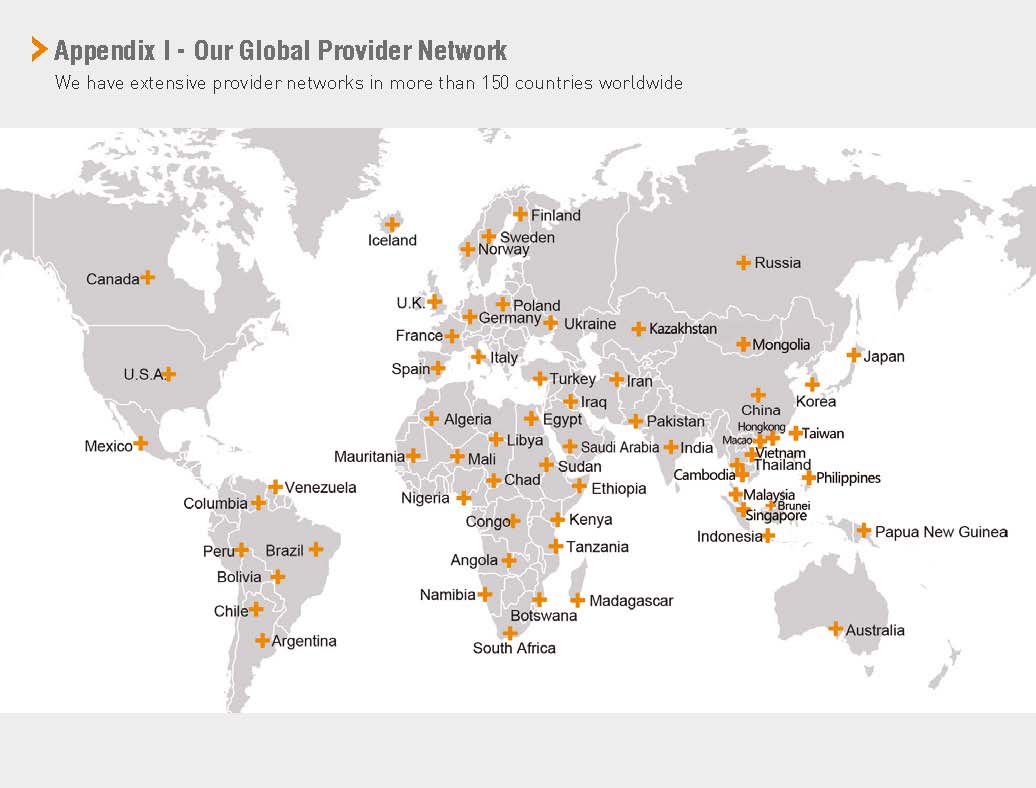 Appendix I - Our Global Provider Network
We have extensive provider networks in more than 150 countries worldwide
Finland
Sweden
Iceland
Norway
Russia
Canada
U.K.
Poland
Germany
Ukraine
Kazakhstan
France
Mongolia
Italy
Japan
Spain
U.S.A.
Turkey
Iran
Iraq
Korea
China
Algeria
Egypt
Pakistan
Hongkong
Taiwan
Mexico
Libya
Macao
Saudi Arabia
India
Vietnam
Mauritania
Mali
Sudan
Thailand
Cambodia
Philippines
Chad
Venezuela
Ethiopia
Nigeria
Malaysia
Columbia
Brunei
Singapore
Congo
Kenya
Papua New Guinea
Indonesia
Peru
Brazil
Tanzania
Angola
Bolivia
Namibia
Madagascar
Chile
Botswana
Australia
Argentina
South Africa